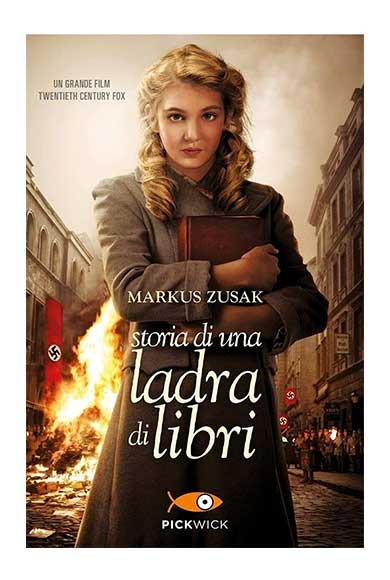 UN GRANDE FILM
TWENTIETH CENTURY FOX
MARKUS ZUSAK
storia di una
ladra
di libri
PICKWICK